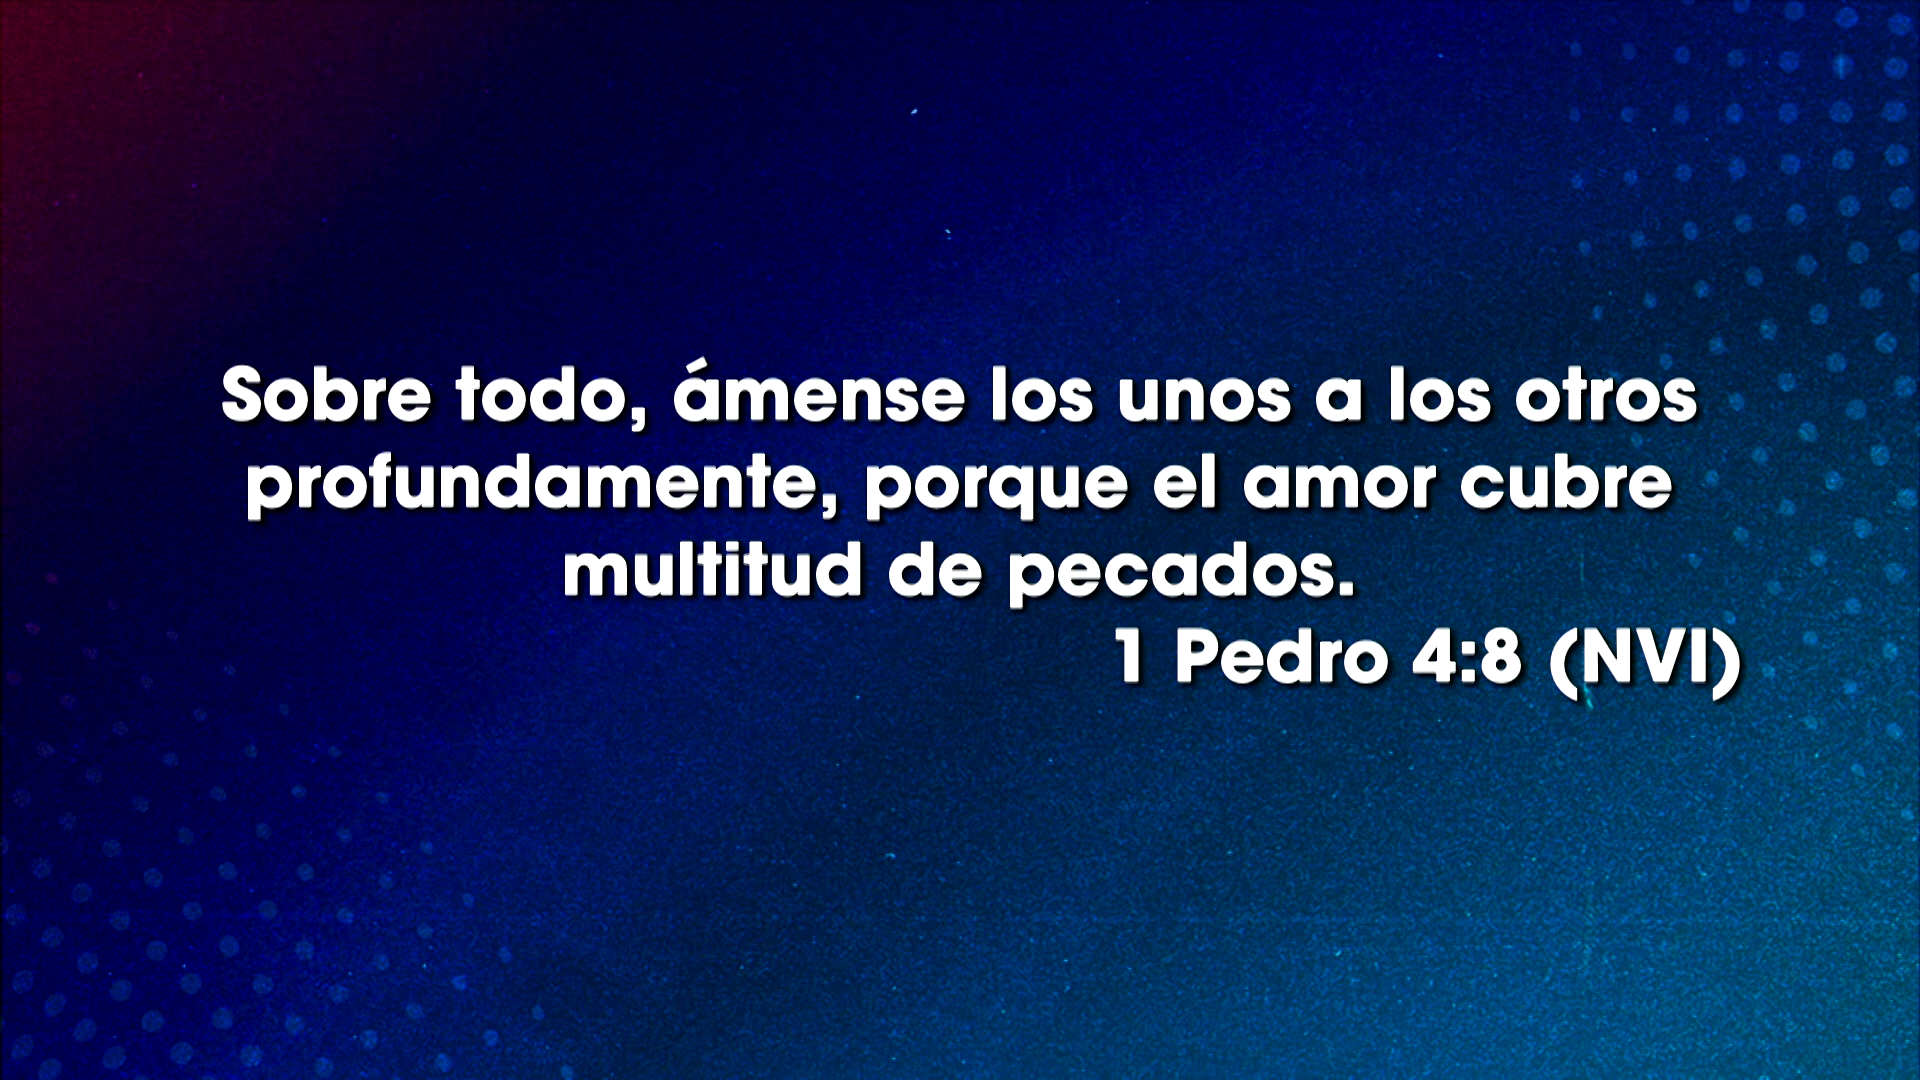 Sobre todo, ámense los unos a los otros
profundamente, porque el amor cubre
multitud de pecados.
1 Pedro 4:8 (NVI)